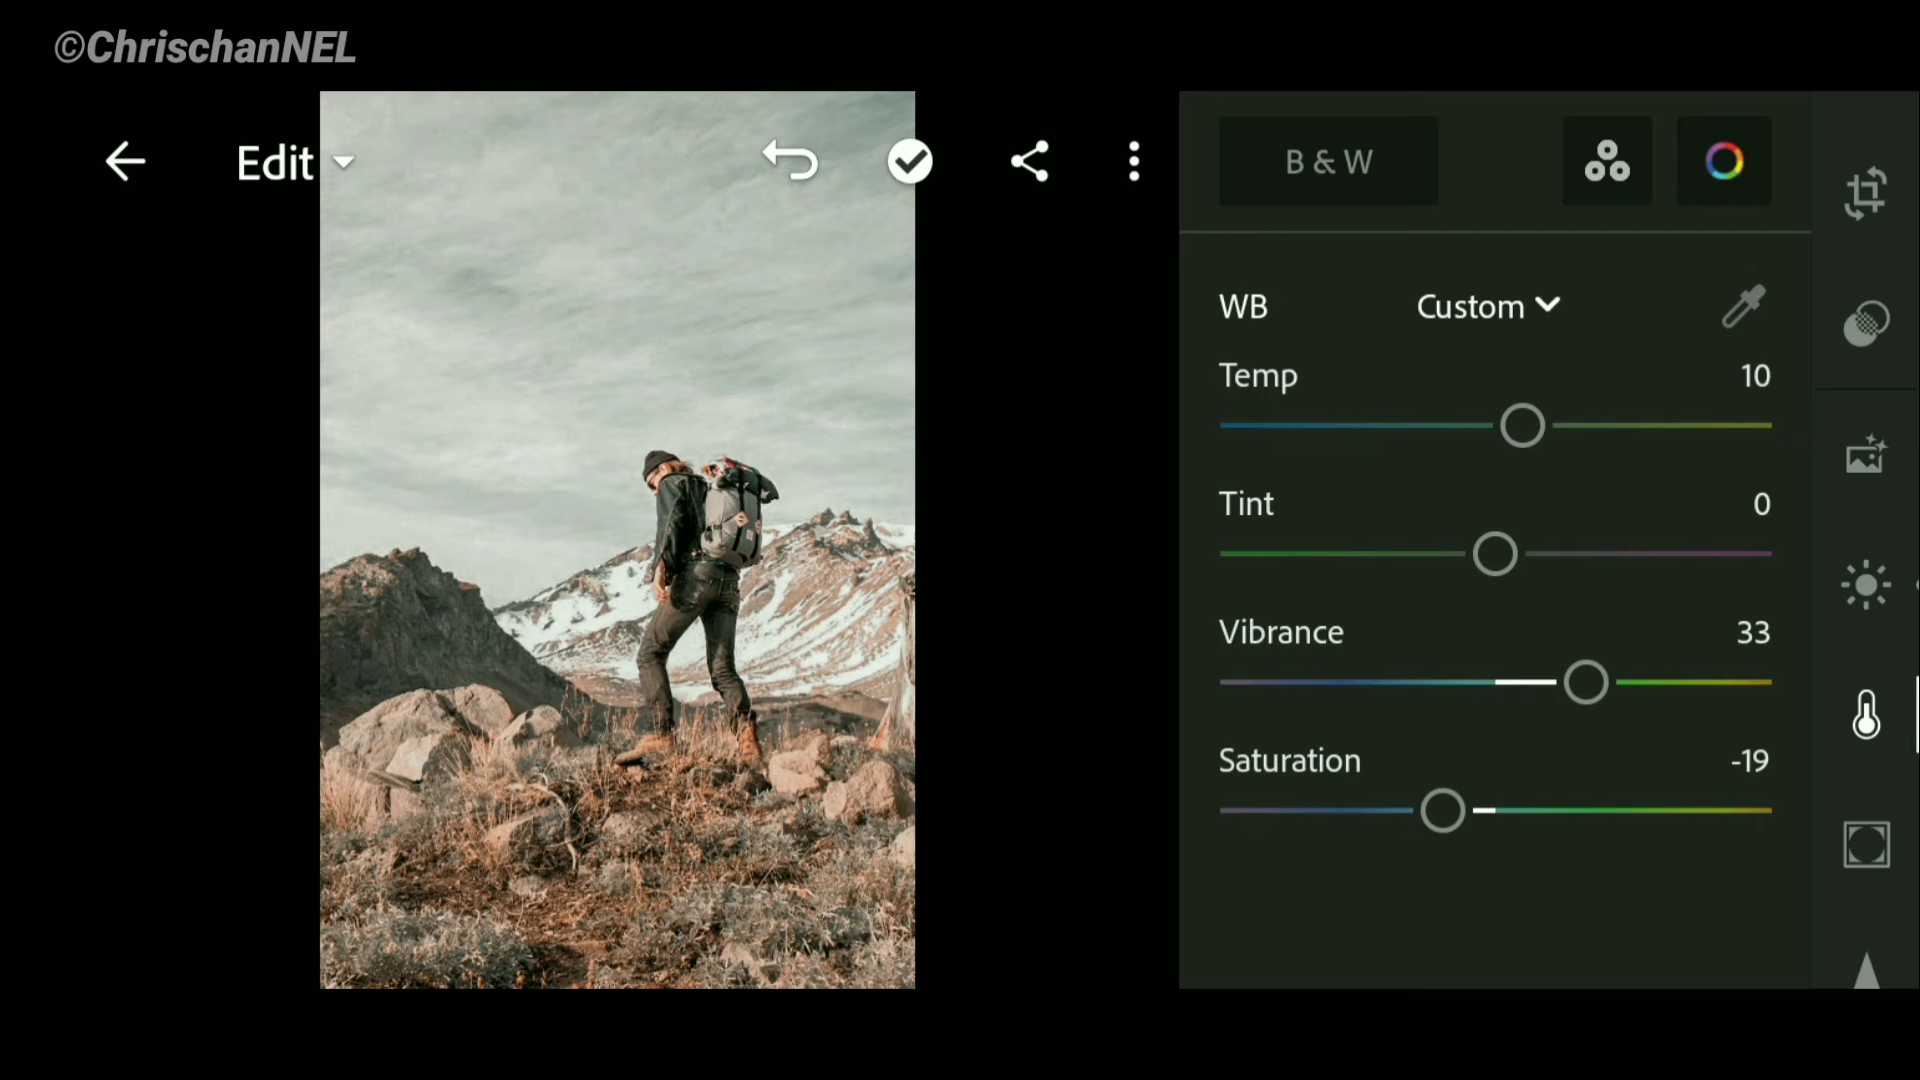 ©ChrischanNEL
Edit
B & W
WB Custom
Temp 10
Tint 0
Vibrance 33
Saturation -19